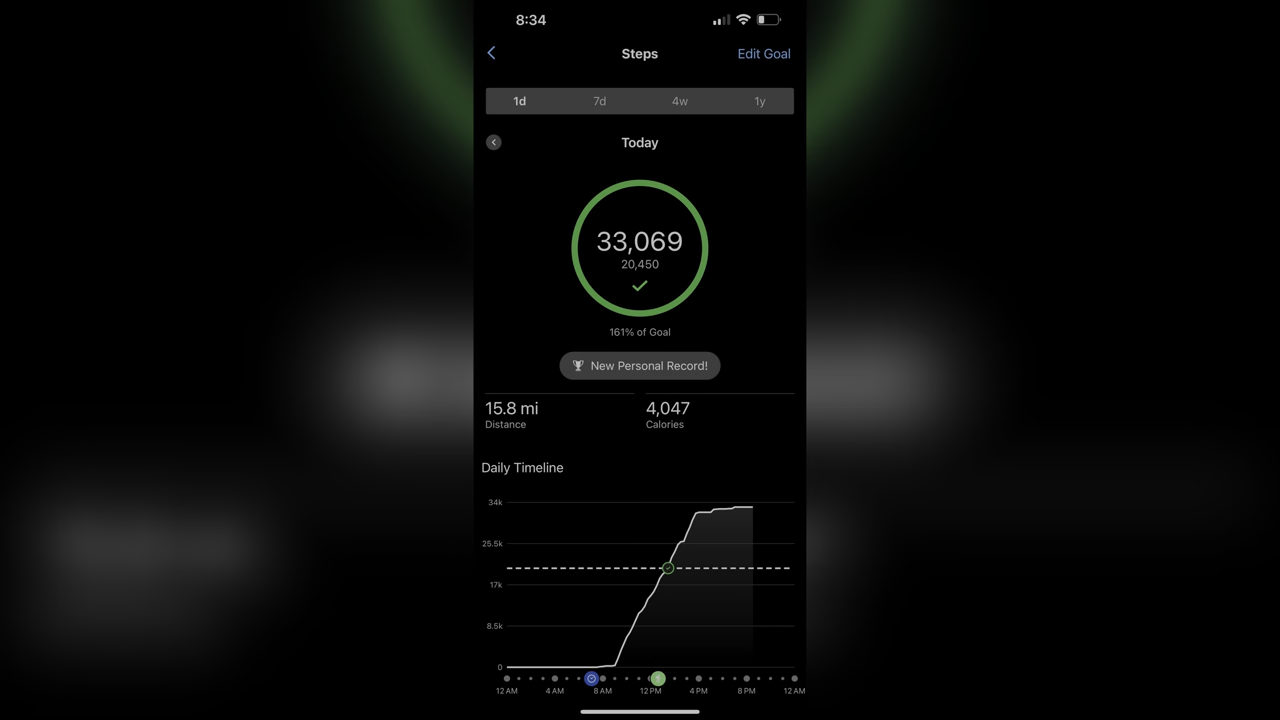 8:34
Steps
Edit Goal
1d 7d 4w 1y
Today
33,069
20,450
161% of Goal
New Personal Record!
15.8 mi 4,047
Distance Calories
Daily Timeline
34k
25.5k
17k
8.5k
0
12 AM 4 AM 8 AM 12 PM 4 PM 8 PM 12 AM